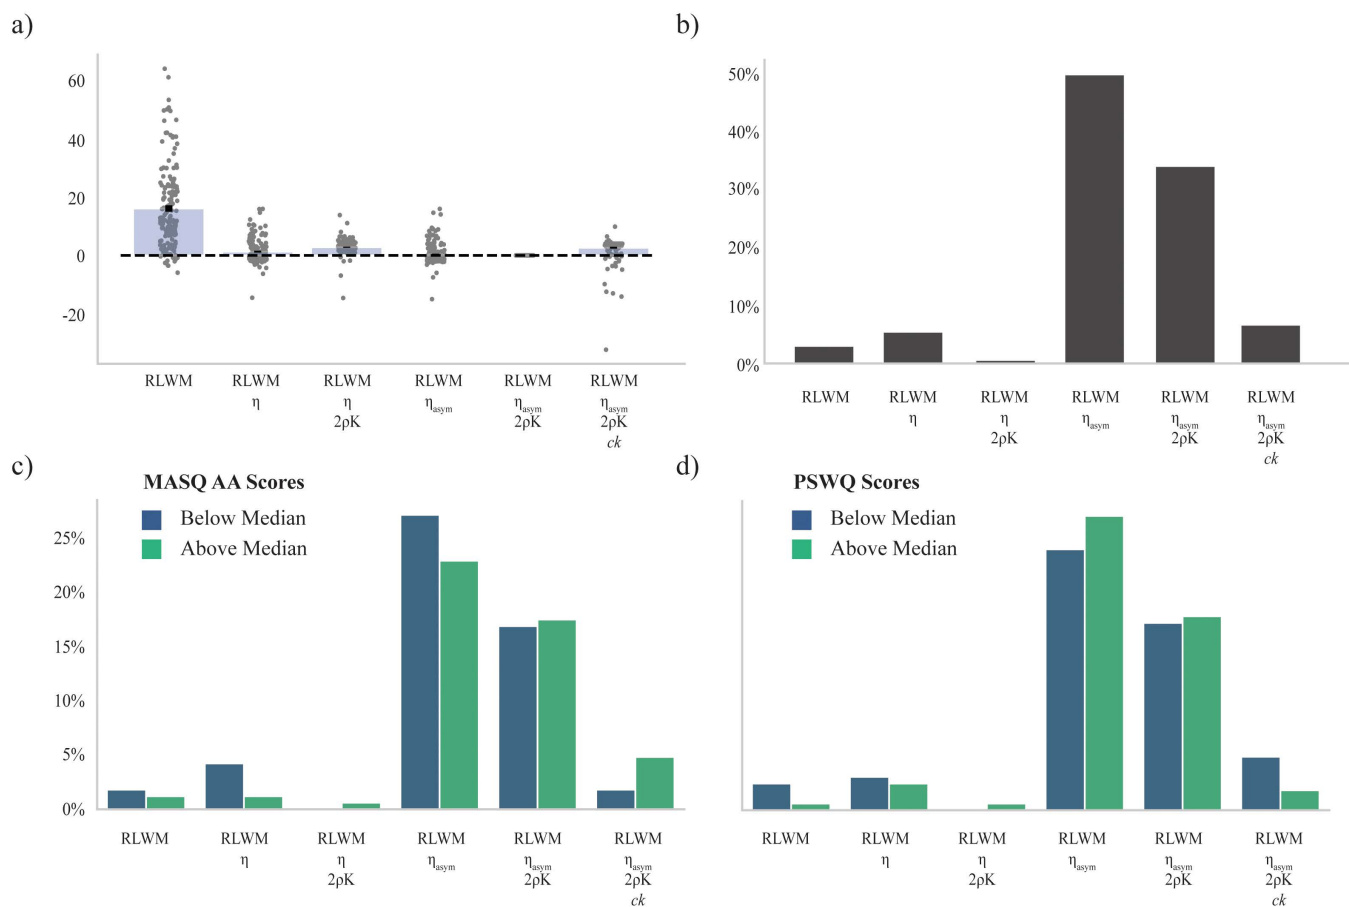 a)
60
40
20
0
-20
RLWM
RLWM
η
RLWM
η
2ρK
RLWM
ηasym
RLWM
ηasym
2ρK
RLWM
ηasym
2ρK
ck
b)
50%
40%
30%
20%
10%
0%
RLWM
RLWM
η
RLWM
η
2ρK
RLWM
ηasym
RLWM
ηasym
2ρK
RLWM
ηasym
2ρK
ck
c)
MASQ AA Scores
Below Median
Above Median
25%
20%
15%
10%
5%
0%
RLWM
RLWM
η
RLWM
η
2ρK
RLWM
ηasym
RLWM
ηasym
2ρK
RLWM
ηasym
2ρK
ck
d)
PSWQ Scores
Below Median
Above Median
RLWM
RLWM
η
RLWM
η
2ρK
RLWM
ηasym
RLWM
ηasym
2ρK
RLWM
ηasym
2ρK
ck